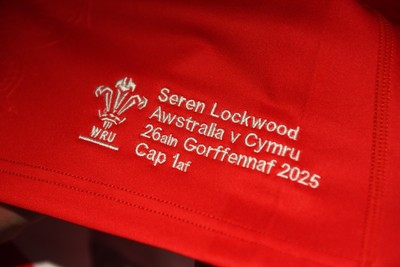 WRU
Seren Lockwood
Awstralia v Cymru
26ain Gorffennaf 2025
Cap 1af